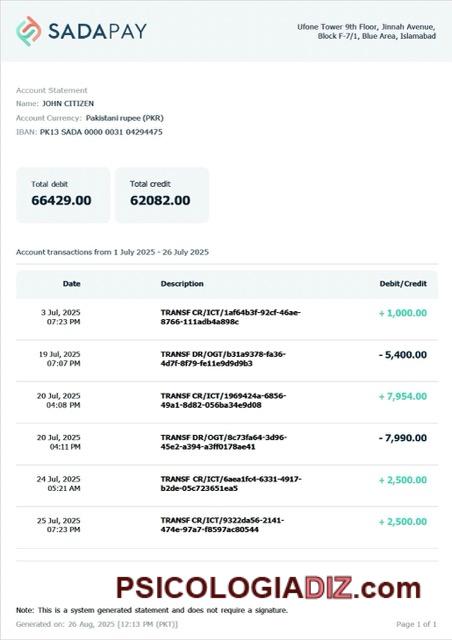 SADAPAY
Ufone Tower 9th Floor, Jinnah Avenue,
Block F-7/1, Blue Area, Islamabad
Account Statement
Name: JOHN CITIZEN
Account Currency: Pakistani rupee (PKR)
IBAN: PK13 SADA 0000 0031 04294475
Total debit
66429.00
Total credit
62082.00
Account transactions from 1 July 2025 - 26 July 2025
Date Description Debit/Credit
3 Jul, 2025
07:23 PM
TRANSF CR/ICT/1af64b3f-92cf-46ae-
8766-111adb4a898c
+ 1,000.00
19 Jul, 2025
07:07 PM
TRANSF DR/OGT/b31a9378-fa36-
4d7f-8f79-fe11e9d9d9b3
- 5,400.00
20 Jul, 2025
04:08 PM
TRANSF CR/ICT/1969424a-6856-
49a1-8d82-056ba34e9d08
+ 7,954.00
20 Jul, 2025
04:11 PM
TRANSF DR/OGT/8c73fa64-3d96-
45e2-a394-a3ff0178ae41
- 7,990.00
24 Jul, 2025
05:21 AM
TRANSF CR/ICT/6aea1fc4-6331-4917-
b2de-05c723651ea5
+ 2,500.00
25 Jul, 2025
07:23 PM
TRANSF CR/ICT/9322da56-2141-
474e-97a7-f8597ac80544
+ 2,500.00
PSICOLOGIADIZ.com
Note: This is a system generated statement and does not require a signature.
Generated on: 26 Aug, 2025 [12:13 PM (PKT)]
Page 1 of 1